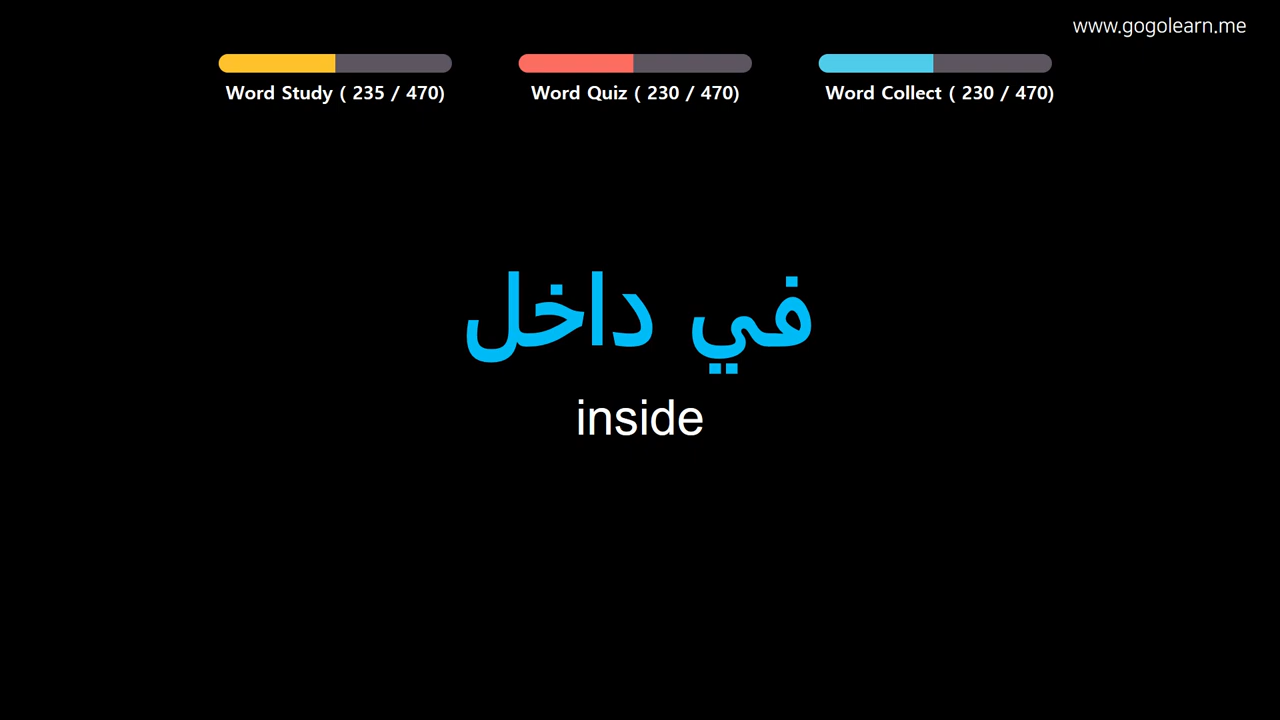 www.gogolearn.me
Word Study ( 235 / 470)
Word Quiz ( 230 / 470)
Word Collect ( 230 / 470)
في داخل
inside